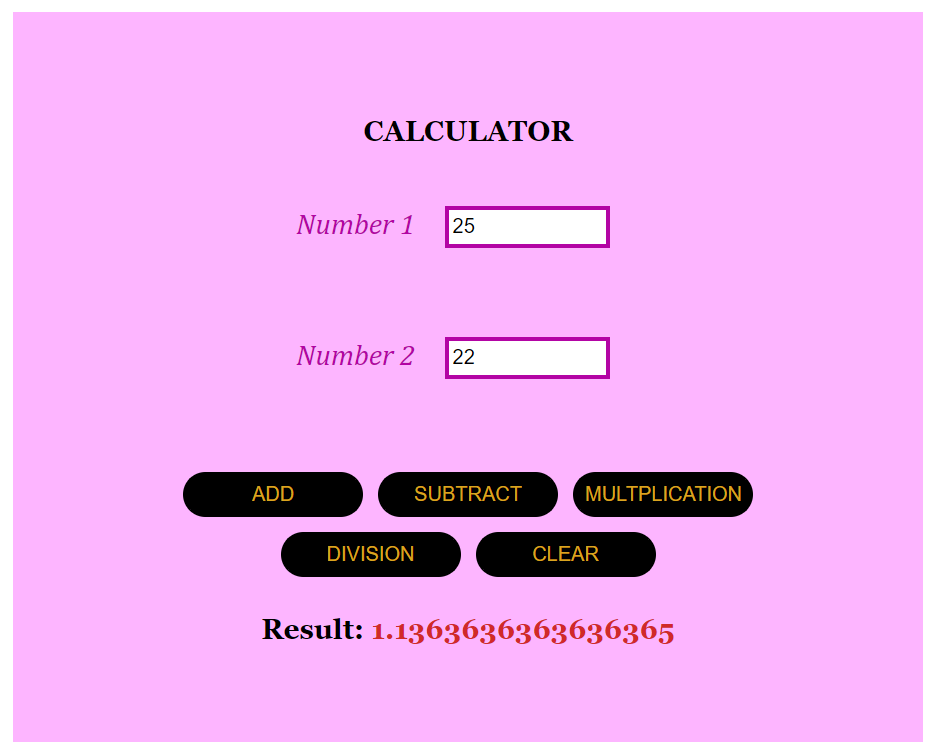 CALCULATOR
Number 1 25
Number 2 22
ADD SUBTRACT MULTPLICATION
DIVISION CLEAR
Result: 1.1363636363636365